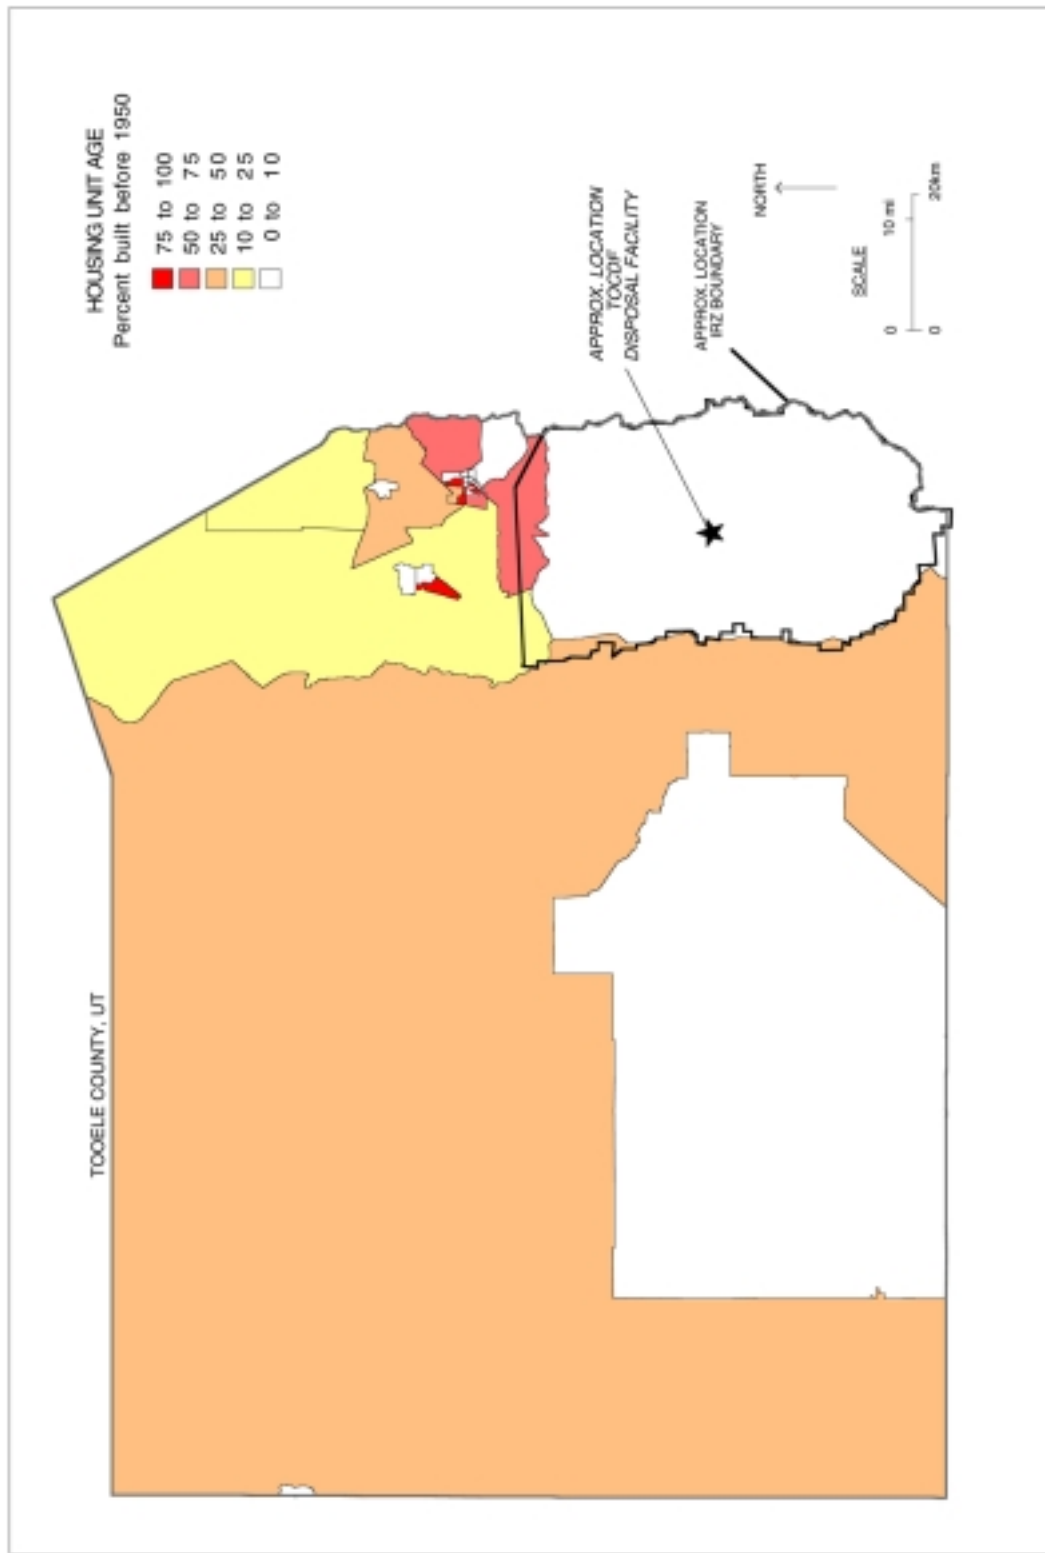 TOOELE COUNTY, UT
HOUSING UNIT AGE
Percent built before 1950
75 to 100
50 to 75
25 to 50
10 to 25
0 to 10
APPROX. LOCATION
TOCDF
DISPOSAL FACILITY
APPROX. LOCATION
IRZ BOUNDARY
NORTH
SCALE
0 10 mi
0 20km